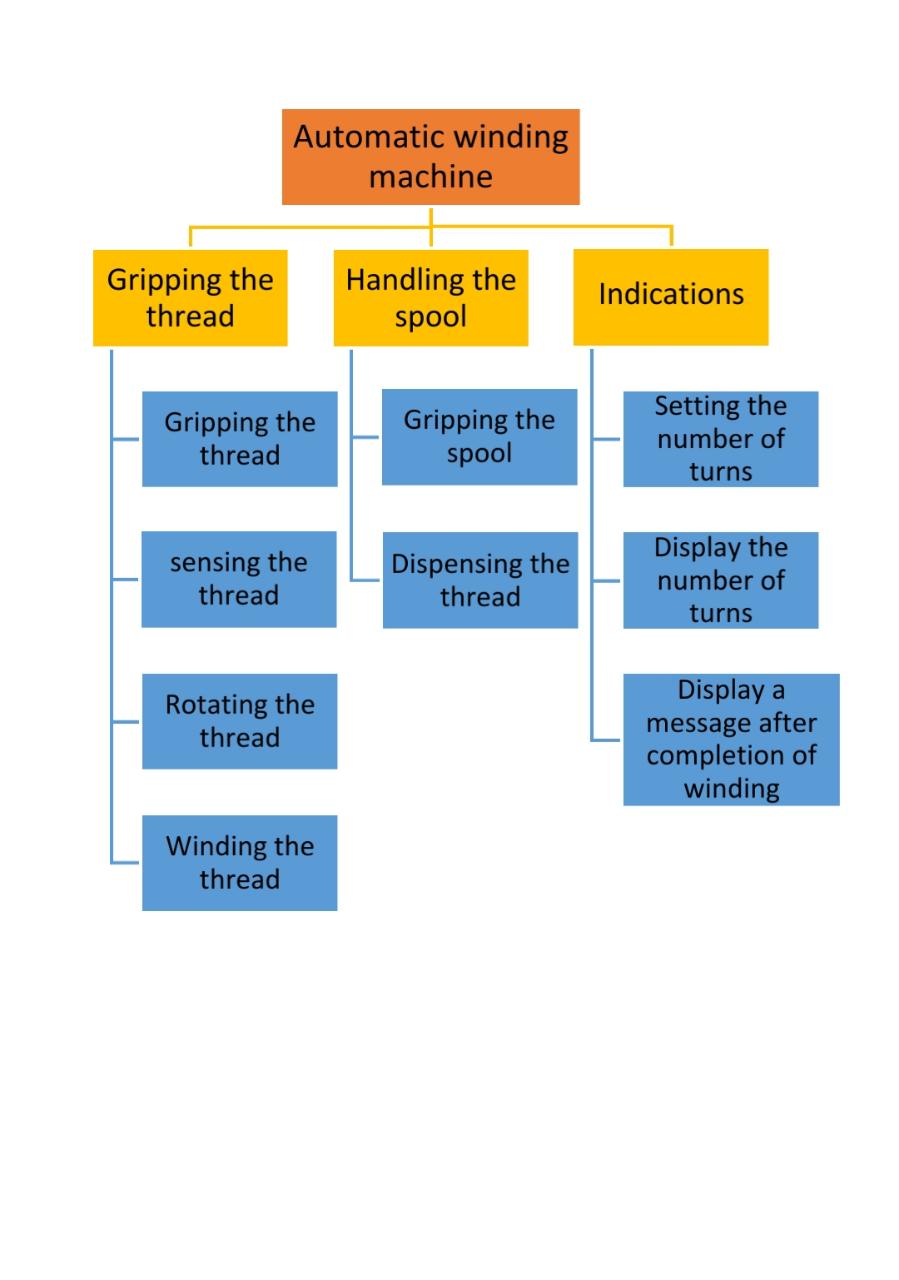 Automatic winding
machine
Gripping the
thread
Handling the
spool
Indications
Gripping the
thread
sensing the
thread
Rotating the
thread
Winding the
thread
Gripping the
spool
Dispensing the
thread
Setting the
number of
turns
Display the
number of
turns
Display a
message after
completion of
winding